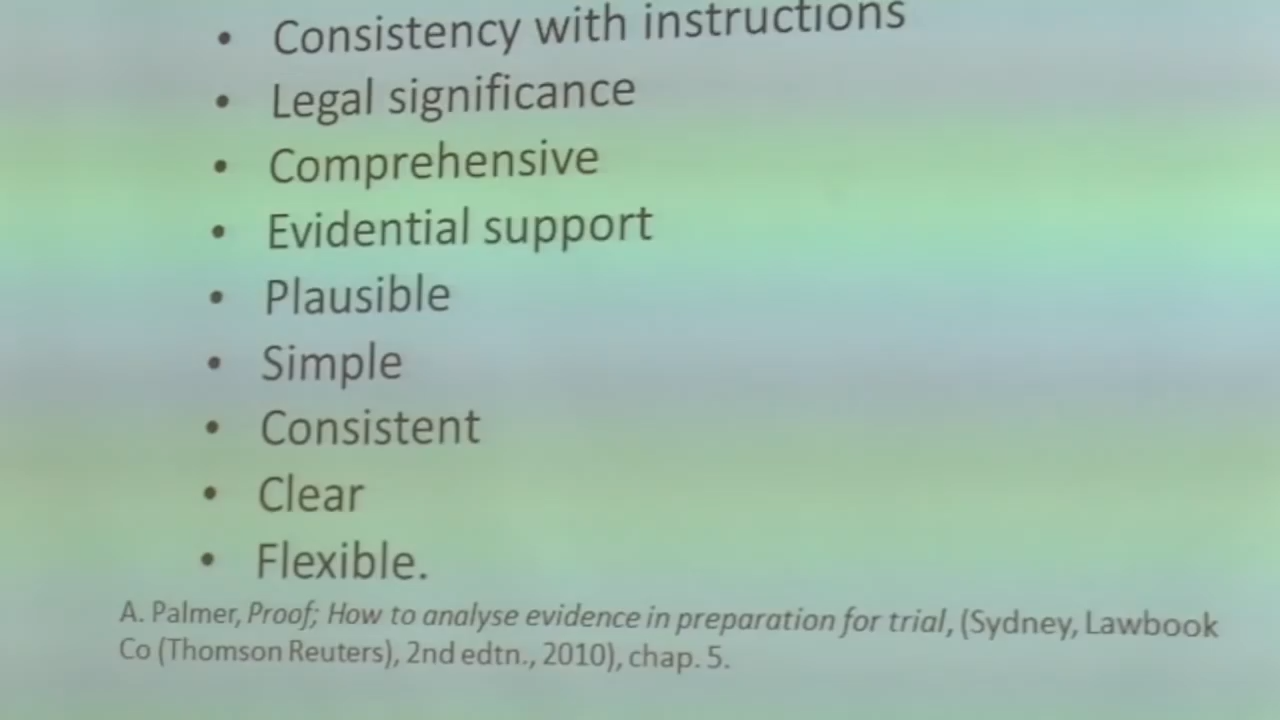 • Consistency with instructions
• Legal significance
• Comprehensive
• Evidential support
• Plausible
• Simple
• Consistent
• Clear
• Flexible.
A. Palmer, Proof; How to analyse evidence in preparation for trial, (Sydney, Lawbook
Co (Thomson Reuters), 2nd edtn., 2010), chap. 5.